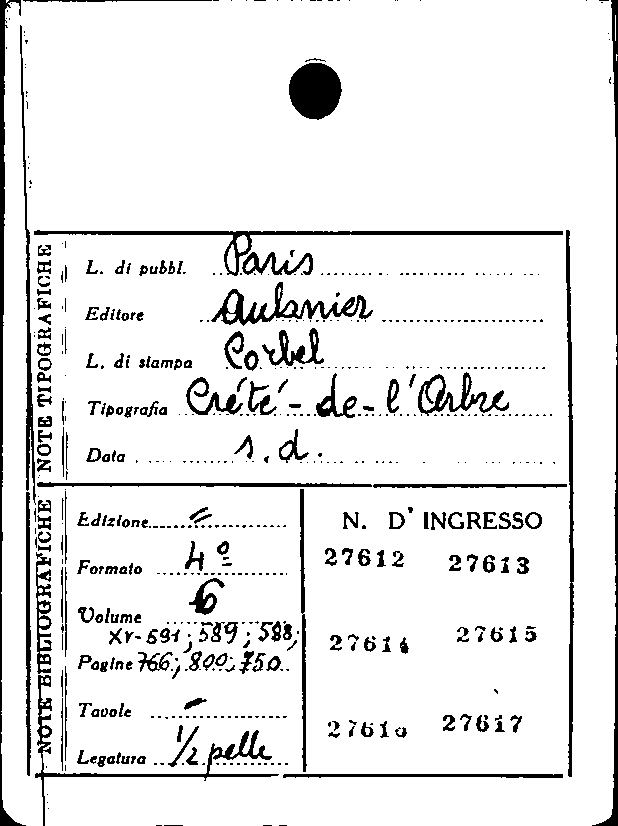 NOTE TIPOGRAFICHE
L. di pubbl. Paris
Editore Aulanier
L. di stampa Corbel
Tipografia Crété-de-l'Arbre
Data s.d.
NOTE BIBLIOGRAFICHE
Edizione =
Formato 4º
Volume 6
XV-591; 589; 588;
Pagine 766; 800; 750
Tavole -
Legatura 1/2 pelle
N. D'INGRESSO
27612 27613
27614 27615
27616 27617